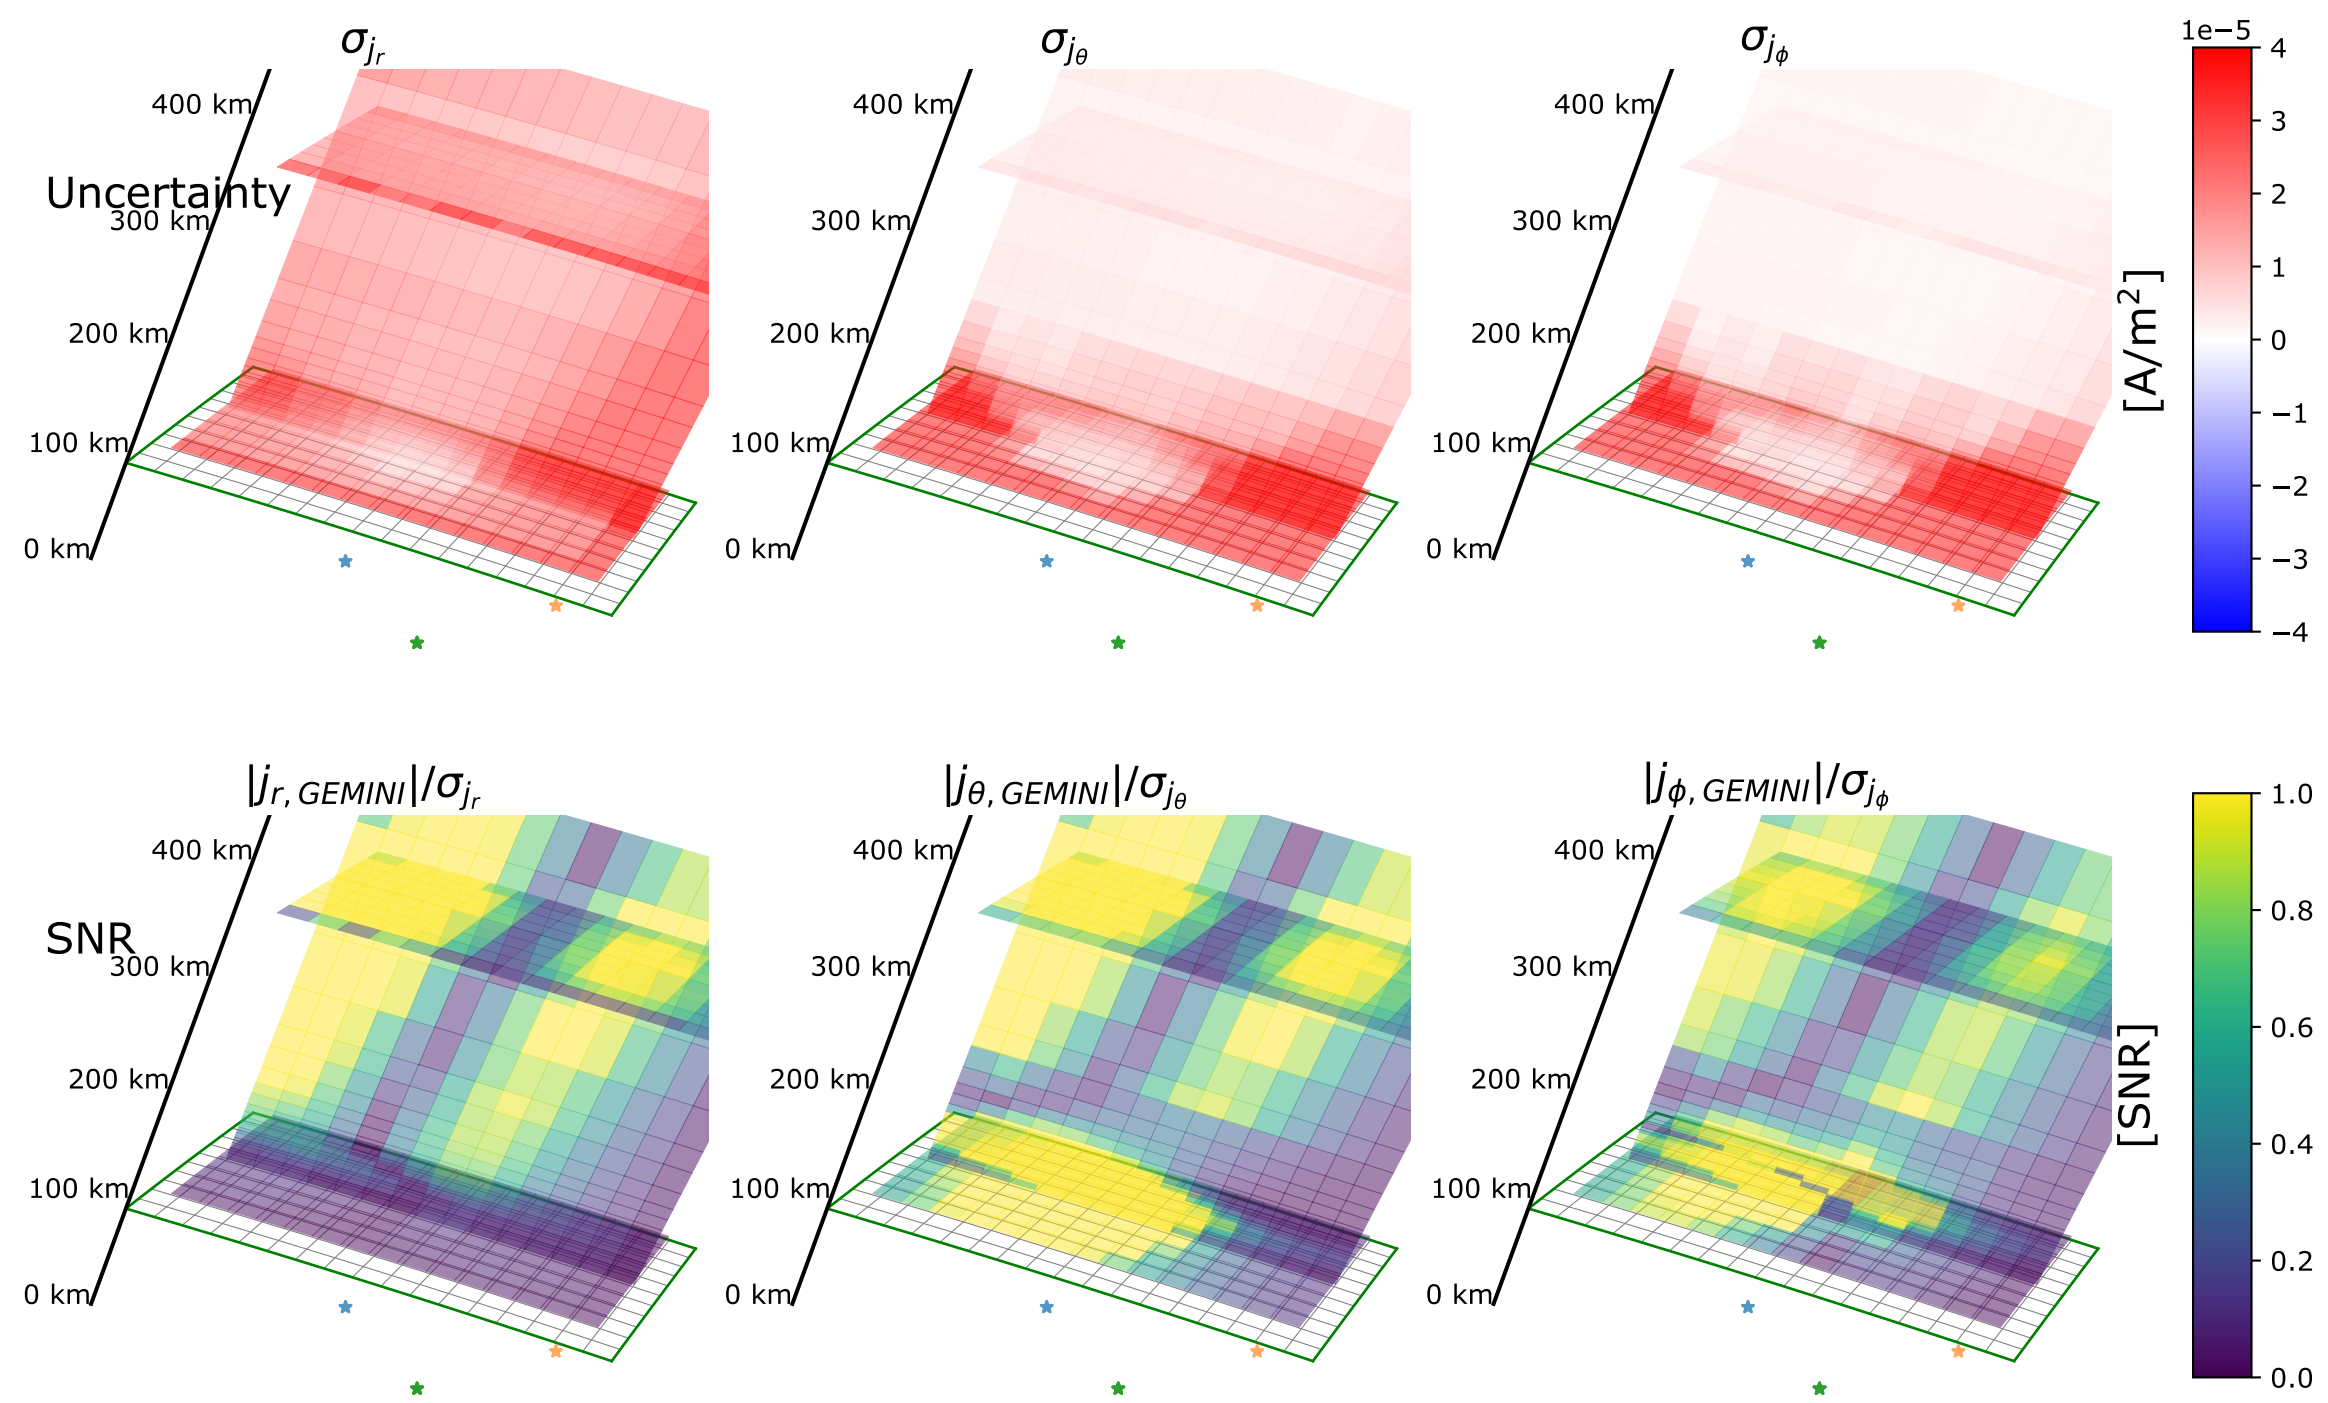 σ_{j_r}
σ_{j_θ}
σ_{j_ϕ}
1e−5
4
3
2
1
0
−1
−2
−3
−4
[A/m²]
Uncertainty
400 km
300 km
200 km
100 km
0 km
400 km
300 km
200 km
100 km
0 km
400 km
300 km
200 km
100 km
0 km
|j_{r, GEMINI}|/σ_{j_r}
|j_{θ, GEMINI}|/σ_{j_θ}
|j_{ϕ, GEMINI}|/σ_{j_ϕ}
1.0
0.8
0.6
0.4
0.2
0.0
[SNR]
SNR
400 km
300 km
200 km
100 km
0 km
400 km
300 km
200 km
100 km
0 km
400 km
300 km
200 km
100 km
0 km